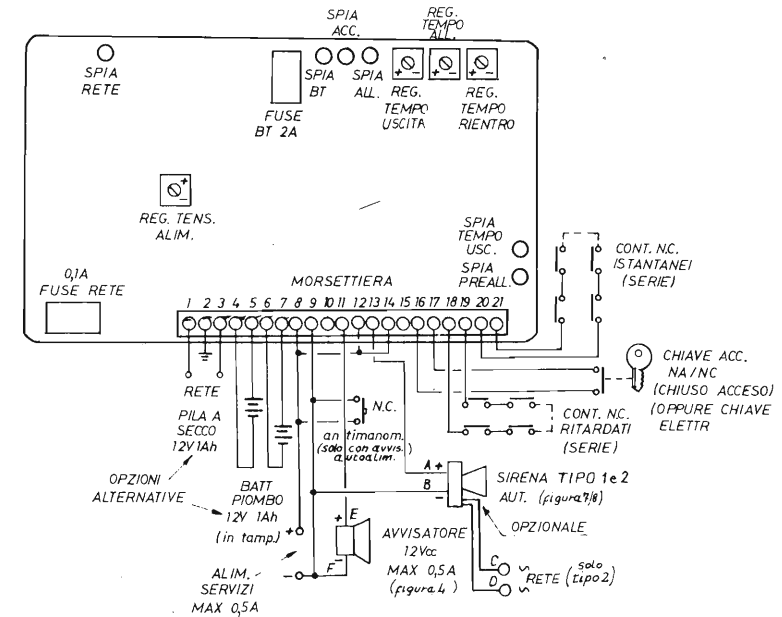 SPIA
ACC.
REG.
TEMPO
ALL.
SPIA
RETE
SPIA
BT
SPIA
ALL.
REG.
TEMPO
USCITA
REG.
TEMPO
RIENTRO
FUSE
BT 2A
REG. TENS.
ALIM.
SPIA
TEMPO
USC.
SPIA
PREALL.
0,1A
FUSE RETE
MORSETTIERA
1 2 3 4 5 6 7 8 9 10 11 12 13 14 15 16 17 18 19 20 21
CONT. N.C.
ISTANTANEI
(SERIE)
CHIAVE ACC.
NA/NC
(CHIUSO ACCESO)
(OPPURE CHIAVE
ELETTR
RETE
PILA A
SECCO
12V 1Ah
OPZIONI
ALTERNATIVE
BATT
PIOMBO
12V 1Ah
(in tamp.)
N.C.
antimanom.
(solo con avvis.
autoalim.)
CONT. N.C.
RITARDATI
(SERIE)
A +
B
-
SIRENA TIPO 1e2
AUT. (figura 7/8)
OPZIONALE
+ E
F -
AVVISATORE
12Vcc
MAX 0,5A
(figura 4)
+
-
ALIM.
SERVIZI
MAX 0,5A
C
D
~
~
RETE (solo
tipo 2)